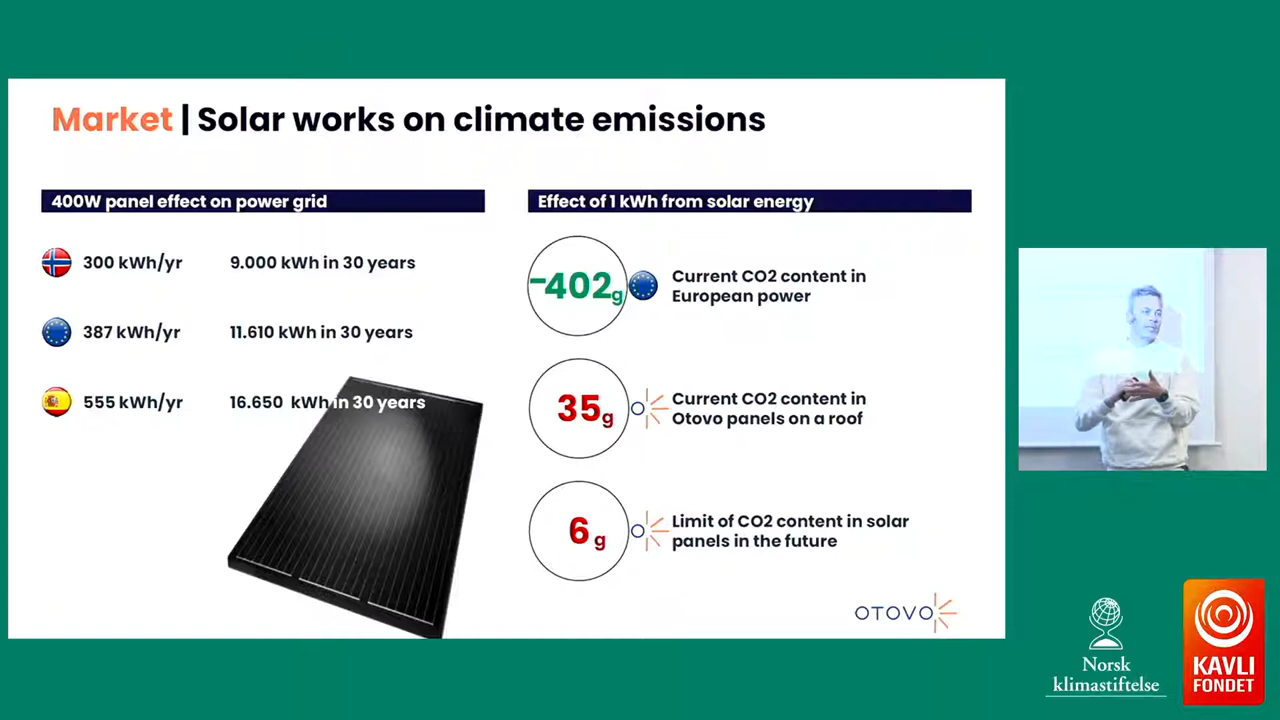 Market | Solar works on climate emissions
400W panel effect on power grid
300 kWh/yr 9.000 kWh in 30 years
387 kWh/yr 11.610 kWh in 30 years
555 kWh/yr 16.650 kWh in 30 years
Effect of 1 kWh from solar energy
-402g
Current CO2 content in
European power
35g
Current CO2 content in
Otovo panels on a roof
6 g
Limit of CO2 content in solar
panels in the future
OTOVO
Norsk
klimastiftelse
KAVLI
FONDET